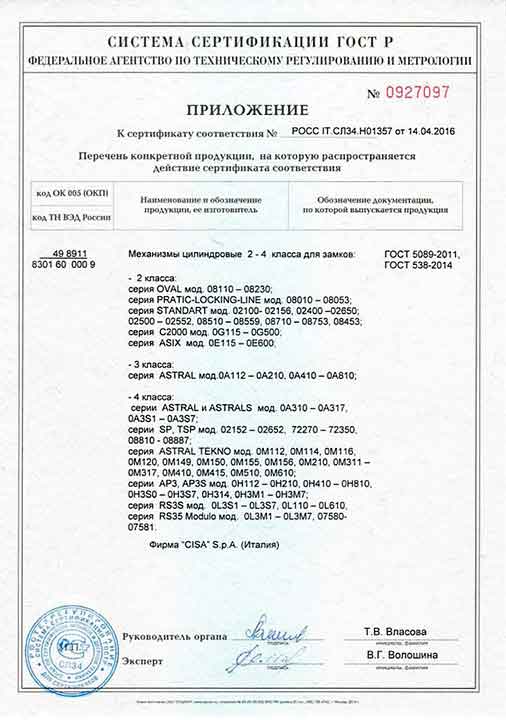 СИСТЕМА СЕРТИФИКАЦИИ ГОСТ Р
ФЕДЕРАЛЬНОЕ АГЕНТСТВО ПО ТЕХНИЧЕСКОМУ РЕГУЛИРОВАНИЮ И МЕТРОЛОГИИ
№ 0927097
ПРИЛОЖЕНИЕ
К сертификату соответствия № РОСС IT.СЛ34.Н01357 от 14.04.2016
Перечень конкретной продукции, на которую распространяется
действие сертификата соответствия
код ОК 005 (ОКП)
код ТН ВЭД России
Наименование и обозначение
продукции, ее изготовитель
Обозначение документации,
по которой выпускается продукция
49 8911
8301 60 000 9
Механизмы цилиндровые 2 - 4 класса для замков:
ГОСТ 5089-2011,
ГОСТ 538-2014
- 2 класса:
серия OVAL мод. 08110 – 08230;
серия PRATIC-LOCKING-LINE мод. 08010 – 08053;
серия STANDART мод. 02100- 02156, 02400 –02650;
02500 – 02552, 08510 – 08559, 08710 – 08753, 08453;
серия C2000 мод. 0G115 – 0G500;
серия ASIX мод. 0E115 – 0E600;
- 3 класса:
серия ASTRAL мод.0A112 – 0A210, 0A410 – 0A810;
- 4 класса:
серии ASTRAL и ASTRALS мод. 0A310 – 0A317,
0A3S1 – 0A3S7;
серии SP, TSP мод. 02152 – 02652, 72270 – 72350,
08810 - 08887;
серия ASTRAL TEKNO мод. 0M112, 0M114, 0M116,
0M120, 0M149, 0M150, 0M155, 0M156, 0M210, 0M311 –
0M317, 0M410, 0M415, 0M510, 0M610;
серии AP3, AP3S мод. 0H112 – 0H210, 0H410 – 0H810,
0H3S0 – 0H3S7, 0H314, 0H3M1 – 0H3M7;
серия RS3S мод. 0L3S1 – 0L3S7, 0L110 – 0L610,
серия RS35 Modulo мод. 0L3M1 – 0L3M7, 07580-
07581.
Фирма "CISA" S.p.A. (Италия)
Руководитель органа
подпись
Т.В. Власова
инициалы, фамилия
Эксперт
подпись
В.Г. Волошина
инициалы, фамилия